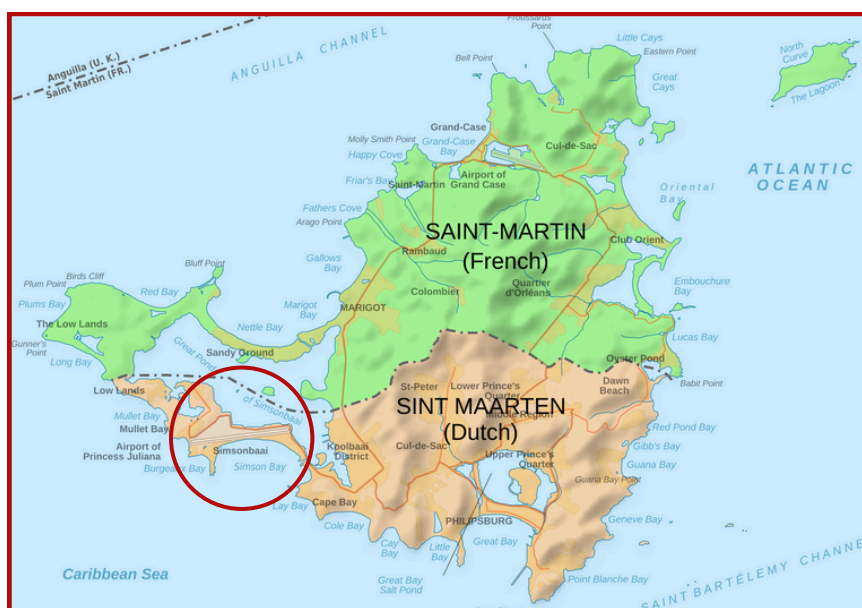 Froussards
Point
Little Cays
Eastern Point
North
Curve
The Lagoon
ANGUILLA CHANNEL
Anguilla (U. K.)
Saint Martin (FR.)
Bell Point
Great
Cays
Grand-Case
Molly Smith Point
Grand-Case
Bay
Happy Cove
Cul-de-Sac
Friar's Bay
Saint-Martin
Airport of
Grand Case
ATLANTIC
OCEAN
Oriental
Bay
Fathers Cove
Arago Point
SAINT-MARTIN
(French)
Club Orient
Rambaud
Gallows
Bay
Bluff Point
Birds Cliff
Plum Point
Plums Bay
Red Bay
Colombier
Quartier
d'Orléans
Embouchure
Bay
Marigot
Bay
MARIGOT
The Low Lands
Nettle Bay
Gunner's
Point
Long Bay
Sandy Ground
Great Pond
of Simsonbaai
Lucas Bay
Oyster Pond
Babit Point
Low Lands
St-Peter
Lower Prince's
Quarter
Dawn
Beach
SINT MAARTEN
(Dutch)
Middle Region
Mullet Bay
Mullet Bay
Red Pond Bay
Airport of
Princess Juliana
Simsonbaai
Koolbaai
District
Cul-de-Sac
Upper Prince's
Quarter
Gibb's Bay
Guana Bay
Burgeaux Bay
Simson Bay
Guana Bay Point
Lay Bay
Cape Bay
Cole Bay
PHILIPSBURG
Geneve Bay
Cay
Bay
Little
Bay
Great Bay
Great Bay
Salt Pond
Point Blanche Bay
Caribbean Sea
SAINT BARTÉLEMY CHANNEL